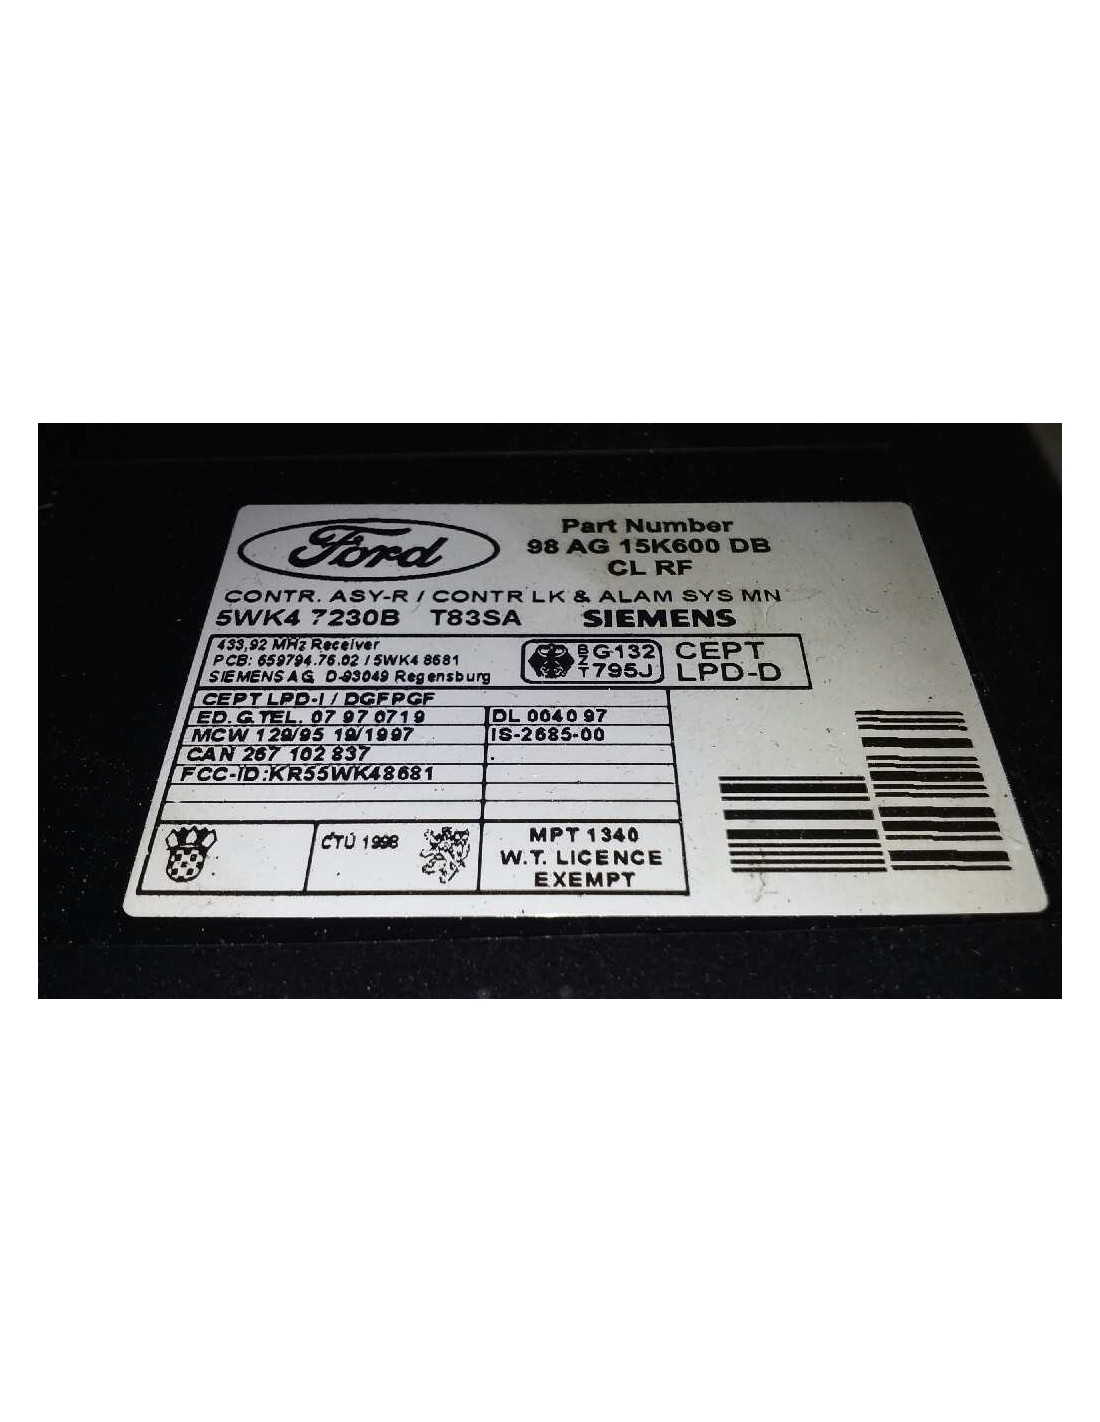 Ford
Part Number
98 AG 15K600 DB
CL RF
CONTR. ASY-R / CONTR LK & ALAM SYS MN
5WK4 7230B T83SA SIEMENS
433,92 MHz Receiver
PCB: 659794.76.02 / 5WK4 8681
SIEMENS AG D-93049 Regensburg
BZT G132 795J
CEPT LPD-D
CEPT LPD-I / DGFPGF
ED. G. TEL. 07 97 0719 DL 0040 97
MCW 129/95 19/1997 IS-2685-00
CAN 267 102 837
FCC-ID:KR55WK48681
ČTÚ 1998
MPT 1340
W.T. LICENCE
EXEMPT